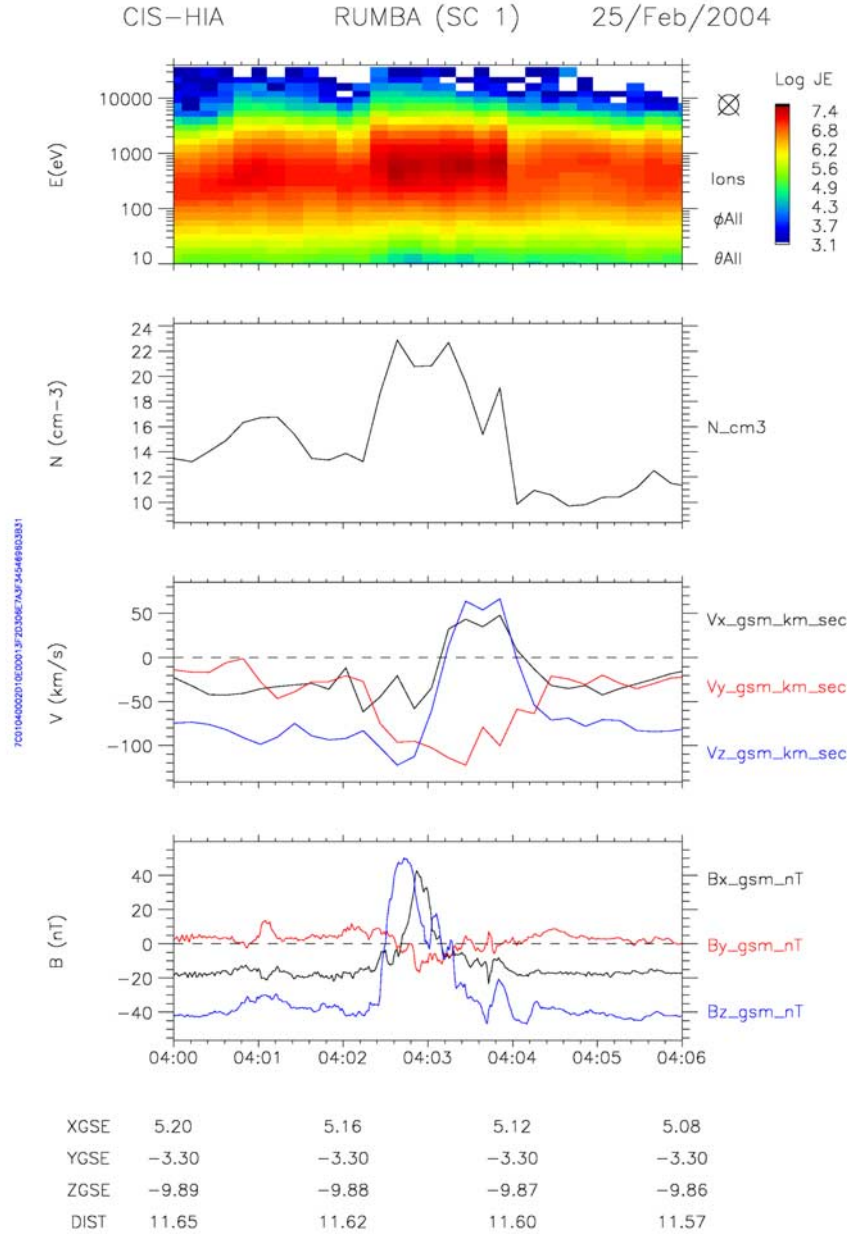 CIS-HIA RUMBA (SC 1) 25/Feb/2004
Log JE
E(eV)
10000
1000
100
10
Ions
ϕAll
θAll
7.4
6.8
6.2
5.6
4.9
4.3
3.7
3.1
N (cm-3)
24
22
20
18
16
14
12
10
N_cm3
V (km/s)
50
0
-50
-100
Vx_gsm_km_sec
Vy_gsm_km_sec
Vz_gsm_km_sec
B (nT)
40
20
0
-20
-40
Bx_gsm_nT
By_gsm_nT
Bz_gsm_nT
04:00 04:01 04:02 04:03 04:04 04:05 04:06
XGSE 5.20 5.16 5.12 5.08
YGSE -3.30 -3.30 -3.30 -3.30
ZGSE -9.89 -9.88 -9.87 -9.86
DIST 11.65 11.62 11.60 11.57